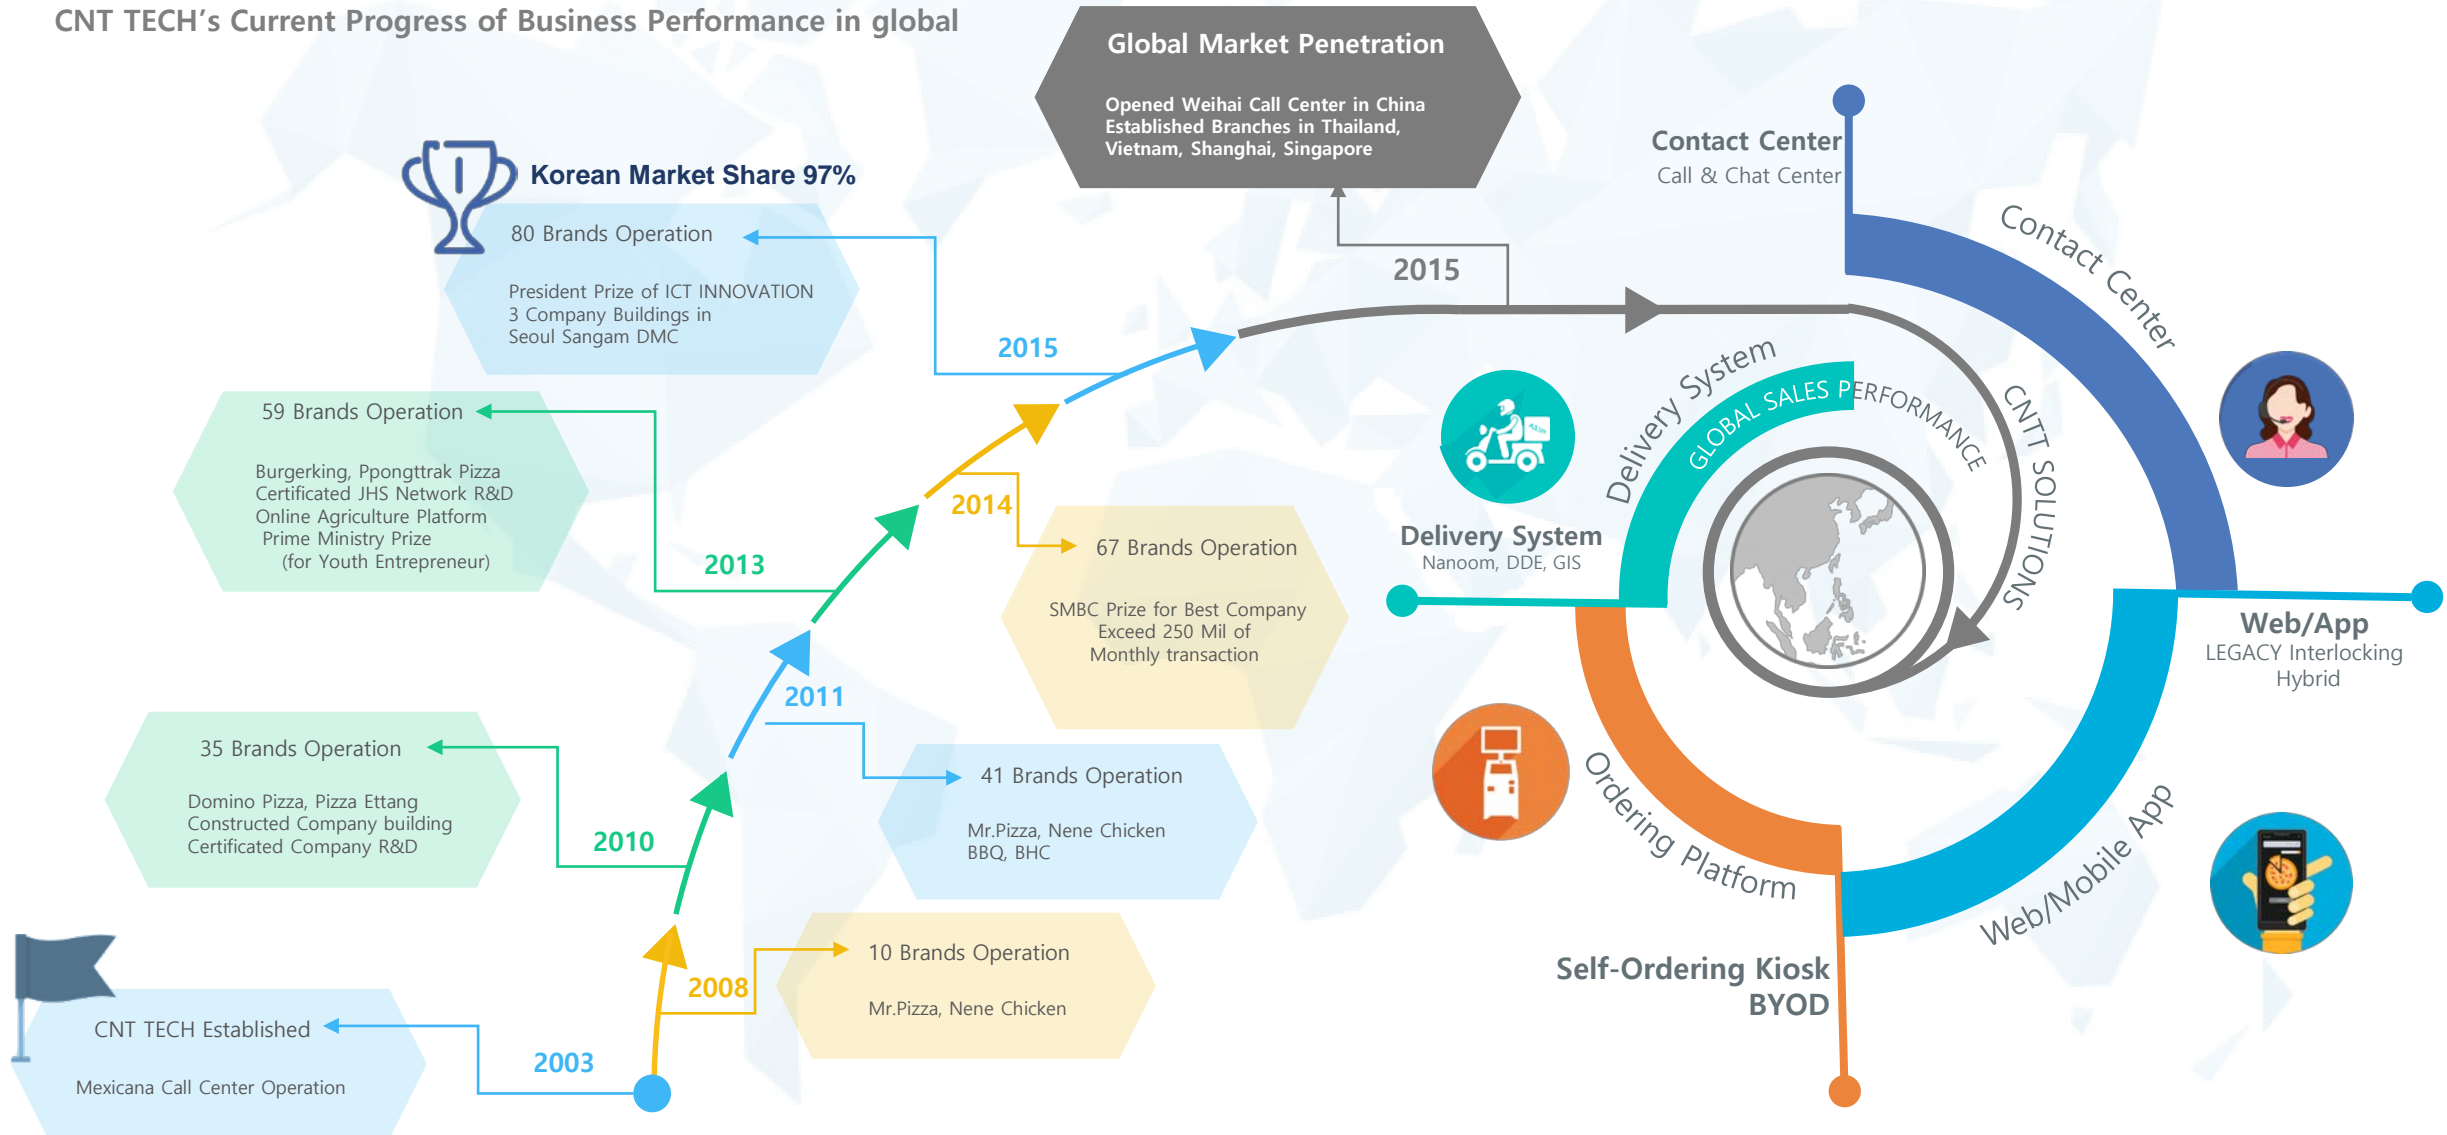 CNT TECH's Current Progress of Business Performance in global
Global Market Penetration
Opened Weihai Call Center in China
Established Branches in Thailand,
Vietnam, Shanghai, Singapore
2015
Korean Market Share 97%
80 Brands Operation
President Prize of ICT INNOVATION
3 Company Buildings in
Seoul Sangam DMC
2015
59 Brands Operation
Burgerking, Ppongttrak Pizza
Certificated JHS Network R&D
Online Agriculture Platform
Prime Ministry Prize
(for Youth Entrepreneur)
2013
2014
67 Brands Operation
SMBC Prize for Best Company
Exceed 250 Mil of
Monthly transaction
2011
41 Brands Operation
Mr.Pizza, Nene Chicken
BBQ, BHC
35 Brands Operation
Domino Pizza, Pizza Ettang
Constructed Company building
Certificated Company R&D
2010
2008
10 Brands Operation
Mr.Pizza, Nene Chicken
CNT TECH Established
Mexicana Call Center Operation
2003
Contact Center
Call & Chat Center
Contact Center
CNTT SOLUTIONS
Delivery System
GLOBAL SALES PERFORMANCE
Delivery System
Nanoom, DDE, GIS
Web/App
LEGACY Interlocking
Hybrid
Ordering Platform
Web/Mobile App
Self-Ordering Kiosk
BYOD